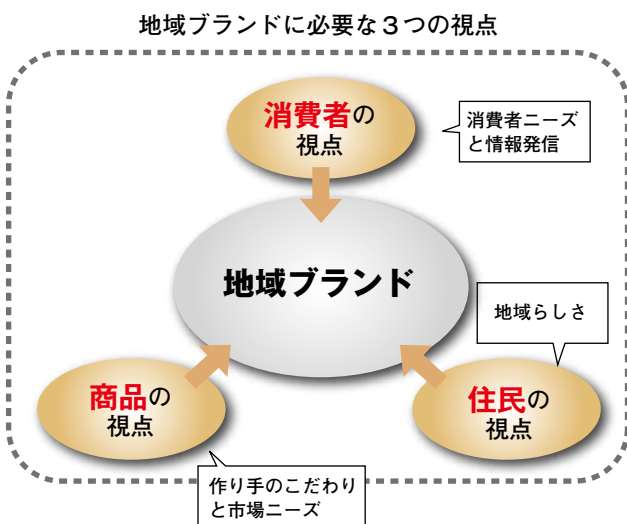 地域ブランドに必要な３つの視点
消費者の
視点
消費者ニーズ
と情報発信
地域ブランド
地域らしさ
商品の
視点
住民の
視点
作り手のこだわり
と市場ニーズ